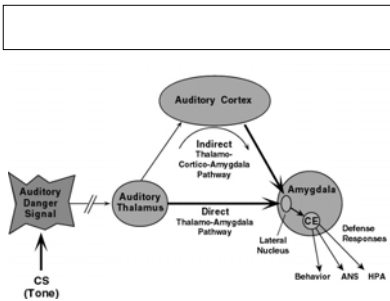 Auditory Cortex
Indirect
Thalamo-
Cortico-Amygdala
Pathway
Auditory
Danger
Signal
Auditory
Thalamus
Direct
Thalamo-Amygdala
Pathway
Amygdala
CE
Lateral
Nucleus
Defense
Responses
Behavior ANS HPA
CS
(Tone)